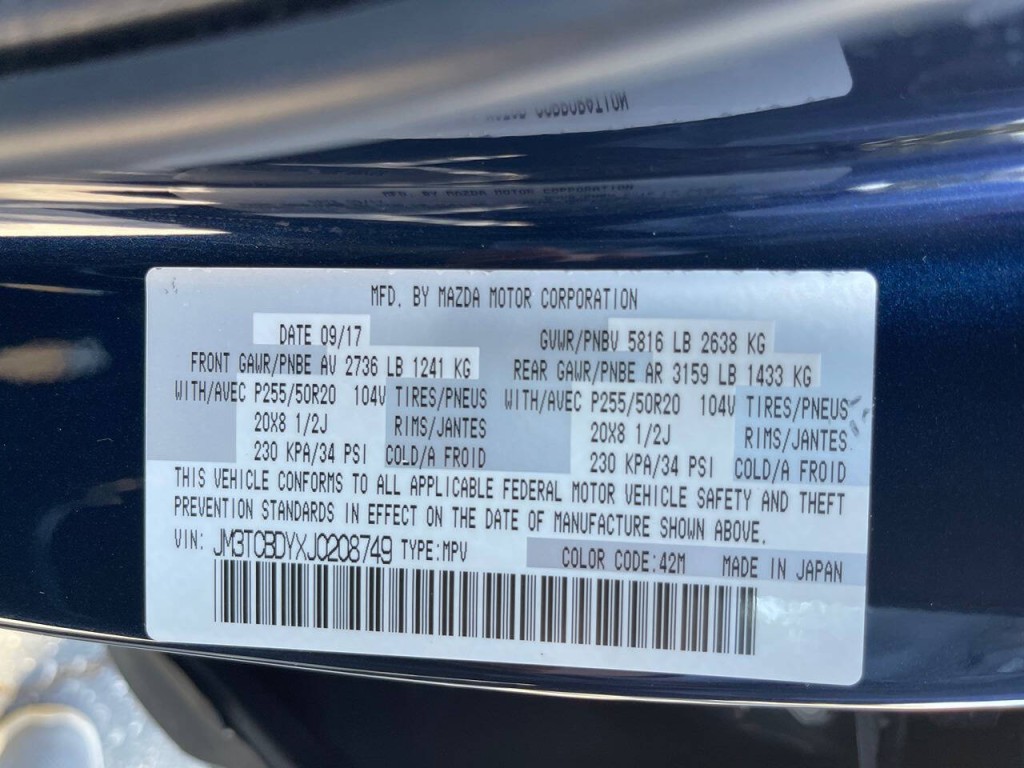 MFD. BY MAZDA MOTOR CORPORATION
DATE 09/17 GVWR/PNBV 5816 LB 2638 KG
FRONT GAWR/PNBE AV 2736 LB 1241 KG REAR GAWR/PNBE AR 3159 LB 1433 KG
WITH/AVEC P255/50R20 104V TIRES/PNEUS WITH/AVEC P255/50R20 104V TIRES/PNEUS
20X8 1/2J RIMS/JANTES 20X8 1/2J RIMS/JANTES
230 KPA/34 PSI COLD/A FROID 230 KPA/34 PSI COLD/A FROID
THIS VEHICLE CONFORMS TO ALL APPLICABLE FEDERAL MOTOR VEHICLE SAFETY AND THEFT
PREVENTION STANDARDS IN EFFECT ON THE DATE OF MANUFACTURE SHOWN ABOVE.
VIN: JM3TCBDYXJ0208749 TYPE:MPV COLOR CODE:42M MADE IN JAPAN